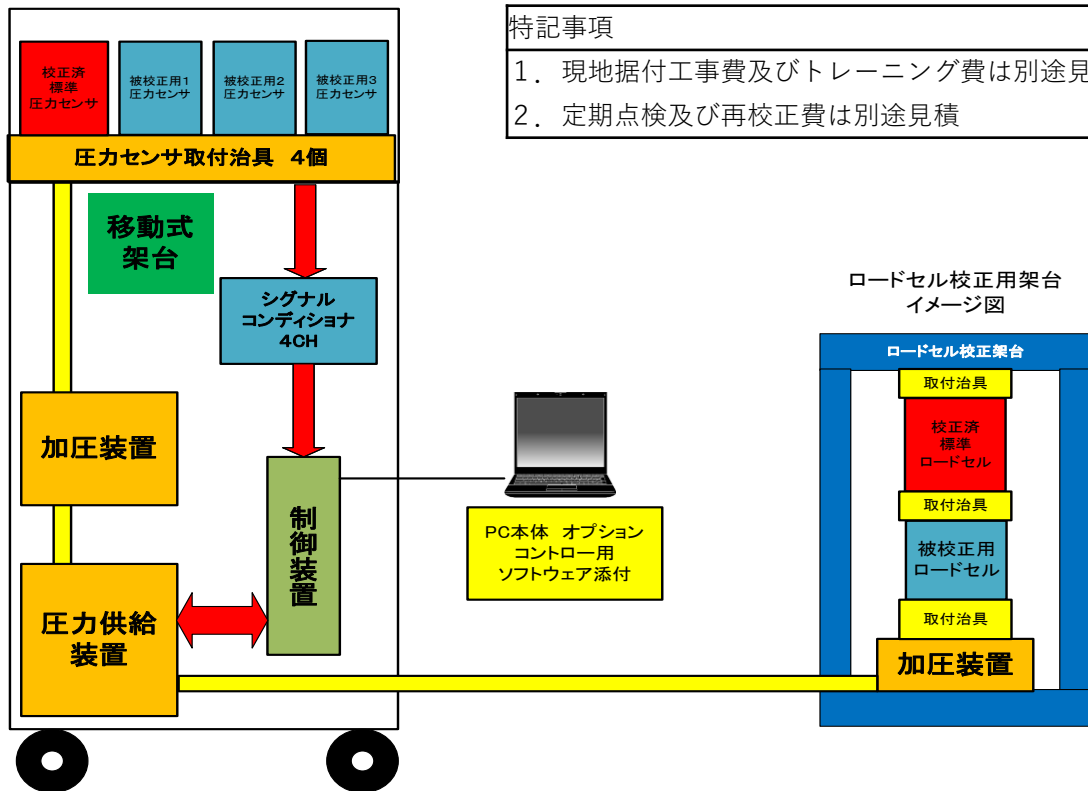 特記事項
1．現地据付工事費及びトレーニング費は別途見
2．定期点検及び再校正費は別途見積
校正済
標準
圧力センサ
被校正用1
圧力センサ
被校正用2
圧力センサ
被校正用3
圧力センサ
圧力センサ取付治具 4個
移動式
架台
シグナル
コンディショナ
4CH
加圧装置
制御装置
圧力供給
装置
PC本体 オプション
コントロー用
ソフトウェア添付
ロードセル校正用架台
イメージ図
ロードセル校正架台
取付治具
校正済
標準
ロードセル
取付治具
被校正用
ロードセル
取付治具
加圧装置